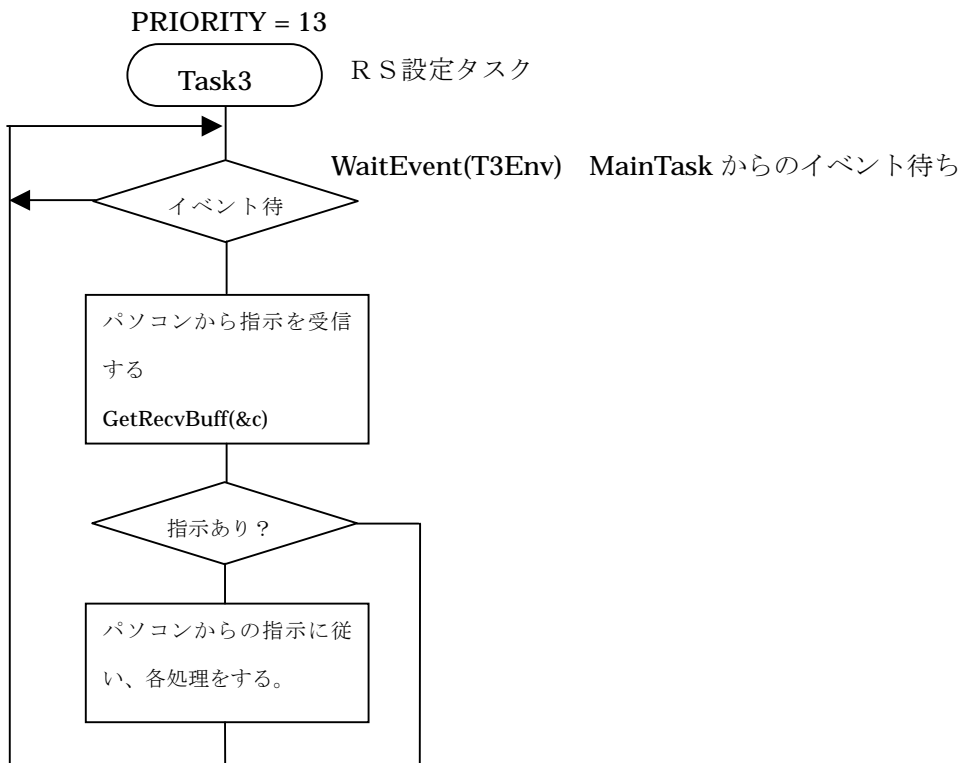 PRIORITY = 13
Task3
ＲＳ設定タスク
WaitEvent(T3Env)　MainTask からのイベント待ち
イベント待
パソコンから指示を受信
する
GetRecvBuff(&c)
指示あり？
パソコンからの指示に従
い、各処理をする。